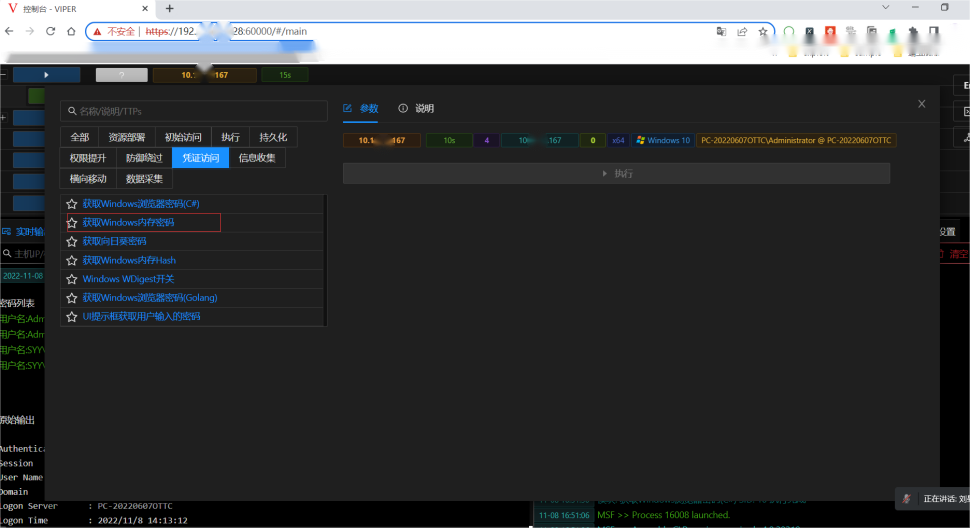 V 控制台 - VIPER
不安全 | https://192. 28:60000/#/main
? 10. 167 15s
名称/说明/TTPs
参数 说明
全部 资源部署 初始访问 执行 持久化
权限提升 防御绕过 凭证访问 信息收集
横向移动 数据采集
10.1 167 10s 4 10 .167 0 x64 Windows 10 PC-20220607OTTC\Administrator @ PC-20220607OTTC
执行
获取Windows浏览器密码(C#)
获取Windows内存密码
获取向日葵密码
获取Windows内存Hash
Windows WDigest开关
获取Windows浏览器密码(Golang)
UI提示框获取用户输入的密码
实时输
设置
主机IP/
清空
2022-11-08
密码列表
用户名:Adm
用户名:Adm
用户名:SYY
用户名:SYY
原始输出
Authentica
Session
User Name
Domain
Logon Server : PC-20220607OTTC
Logon Time : 2022/11/8 14:13:12
11-08 16:51:06 MSF >> Process 16008 launched.
正在讲话: 刘